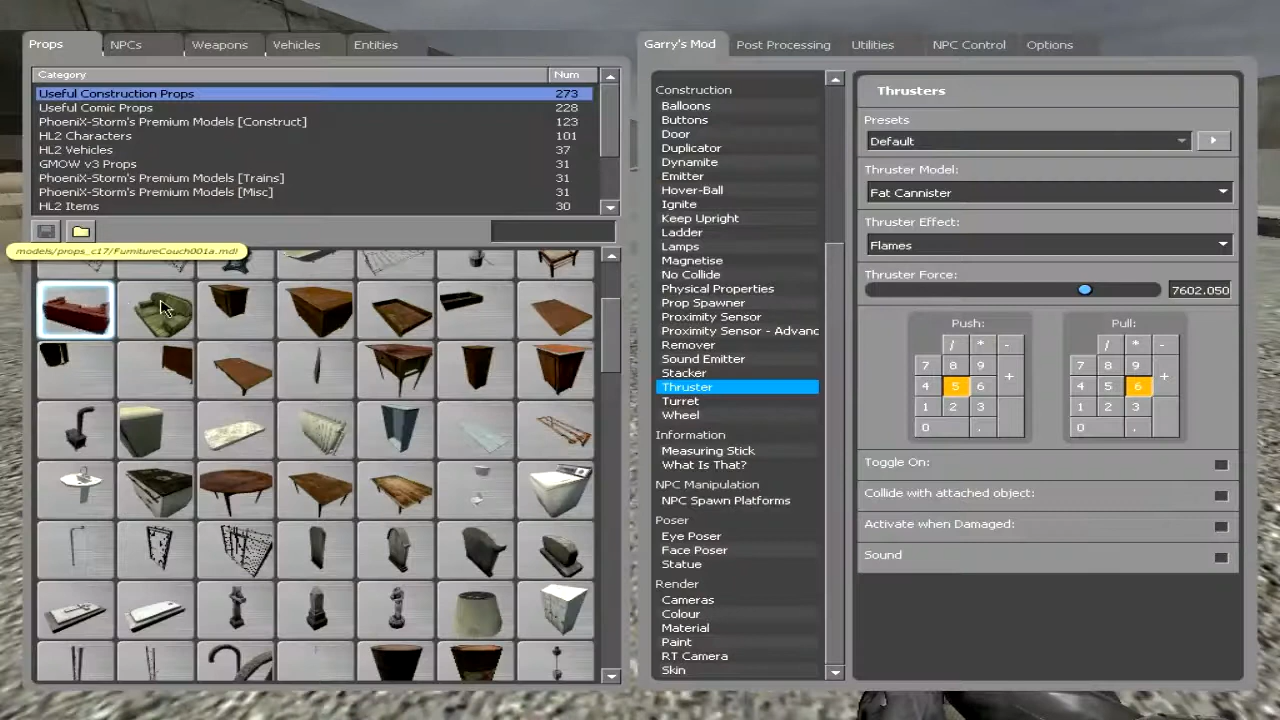 Props
NPCs
Weapons
Vehicles
Entities
Category Num
Useful Construction Props 273
Useful Comic Props 228
PhoeniX-Storm's Premium Models [Construct] 123
HL2 Characters 101
HL2 Vehicles 37
GMOW v3 Props 31
PhoeniX-Storm's Premium Models [Trains] 31
PhoeniX-Storm's Premium Models [Misc] 31
HL2 Items 30
models/props_c17/FurnitureCouch001a.mdl
Garry's Mod
Post Processing
Utilities
NPC Control
Options
Construction
Balloons
Buttons
Door
Duplicator
Dynamite
Emitter
Hover-Ball
Ignite
Keep Upright
Ladder
Lamps
Magnetise
No Collide
Physical Properties
Prop Spawner
Proximity Sensor
Proximity Sensor - Advanc
Remover
Sound Emitter
Stacker
Thruster
Turret
Wheel
Information
Measuring Stick
What Is That?
NPC Manipulation
NPC Spawn Platforms
Poser
Eye Poser
Face Poser
Statue
Render
Cameras
Colour
Material
Paint
RT Camera
Skin
Thrusters
Presets
Default
Thruster Model:
Fat Cannister
Thruster Effect:
Flames
Thruster Force:
7602.050
Push:
/ * -
7 8 9
4 5 6 +
1 2 3
0 .
Pull:
/ * -
7 8 9
4 5 6 +
1 2 3
0 .
Toggle On:
Collide with attached object:
Activate when Damaged:
Sound